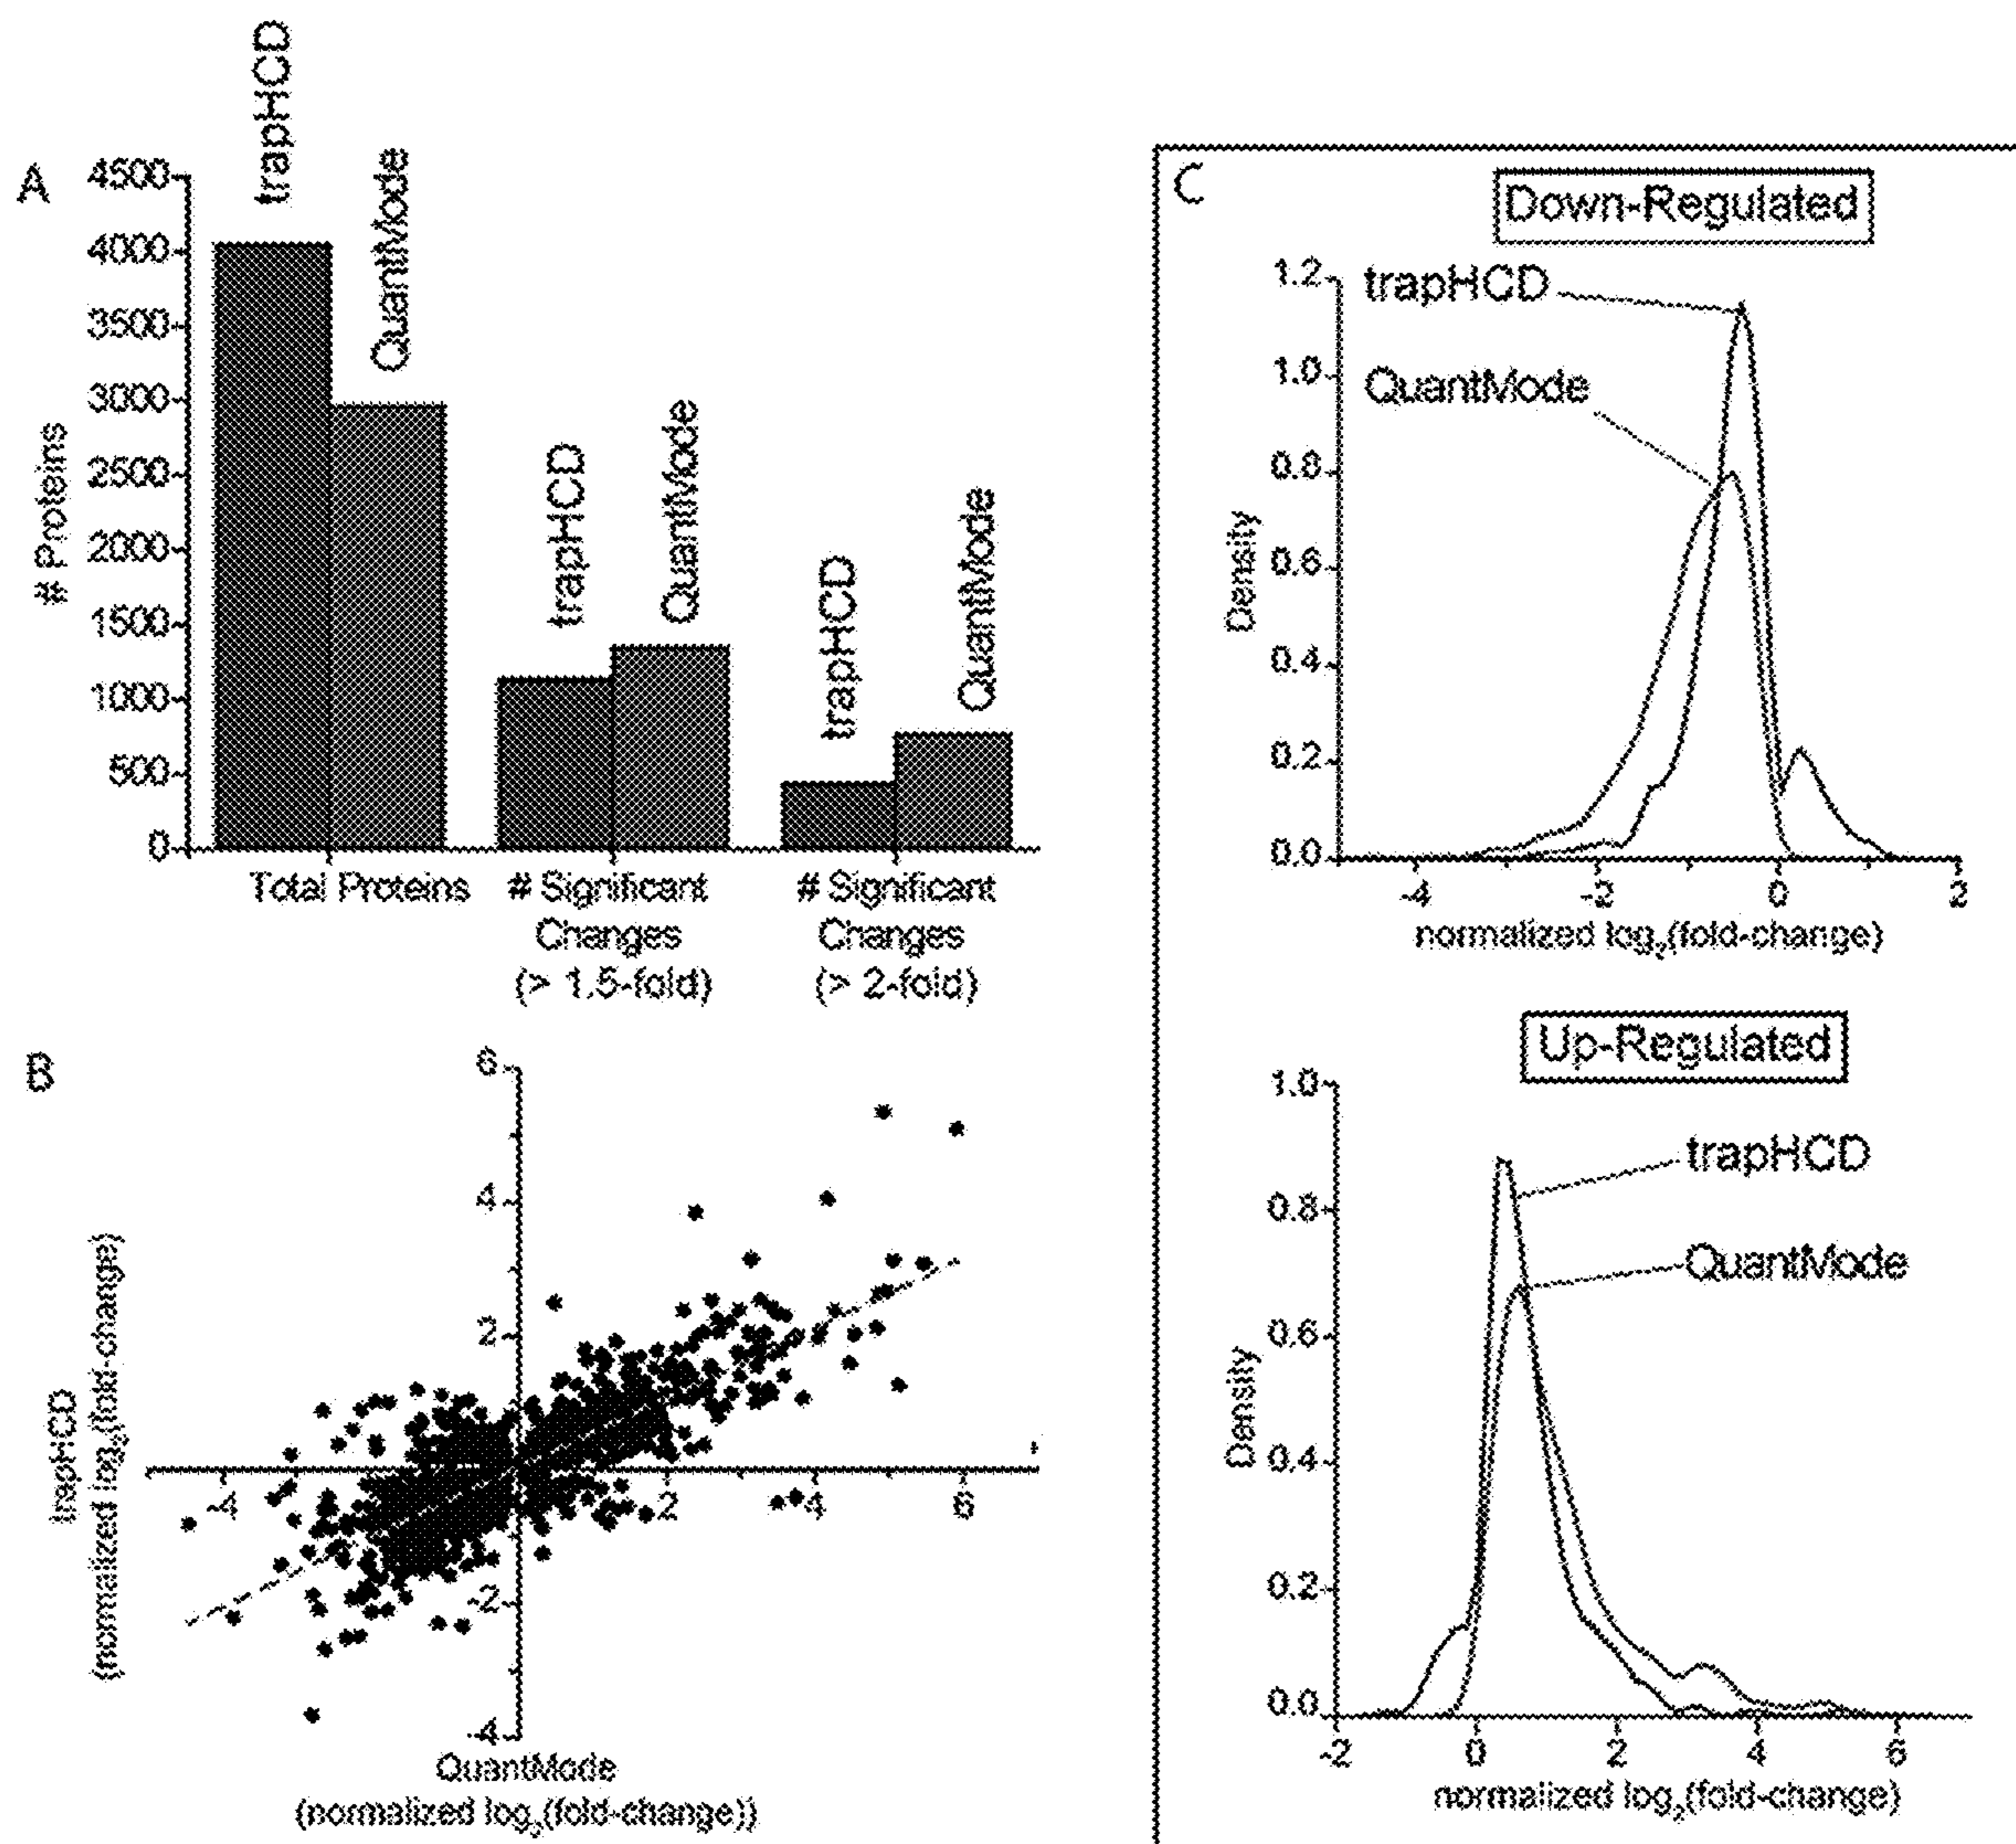 A
trapHCD
QuantMode
trapHCD
QuantMode
trapHCD
QuantMode
4500
4000
3500
3000
2500
2000
1500
1000
500
0
# Proteins
Total Proteins
# Significant
Changes
(> 1.5-fold)
# Significant
Changes
(> 2-fold)
B
6
4
2
-2
-4
-4
2
4
6
trapHCD
(normalized log2(fold-change)
QuantMode
(normalized log2(fold-change))
C
Down-Regulated
trapHCD
QuantMode
1.2
1.0
0.8
0.6
0.4
0.2
0.0
Density
-4
-2
0
2
normalized log2(fold-change)
Up-Regulated
trapHCD
QuantMode
1.0
0.8
0.6
0.4
0.2
0.0
Density
-2
0
2
4
6
normalized log2(fold-change)